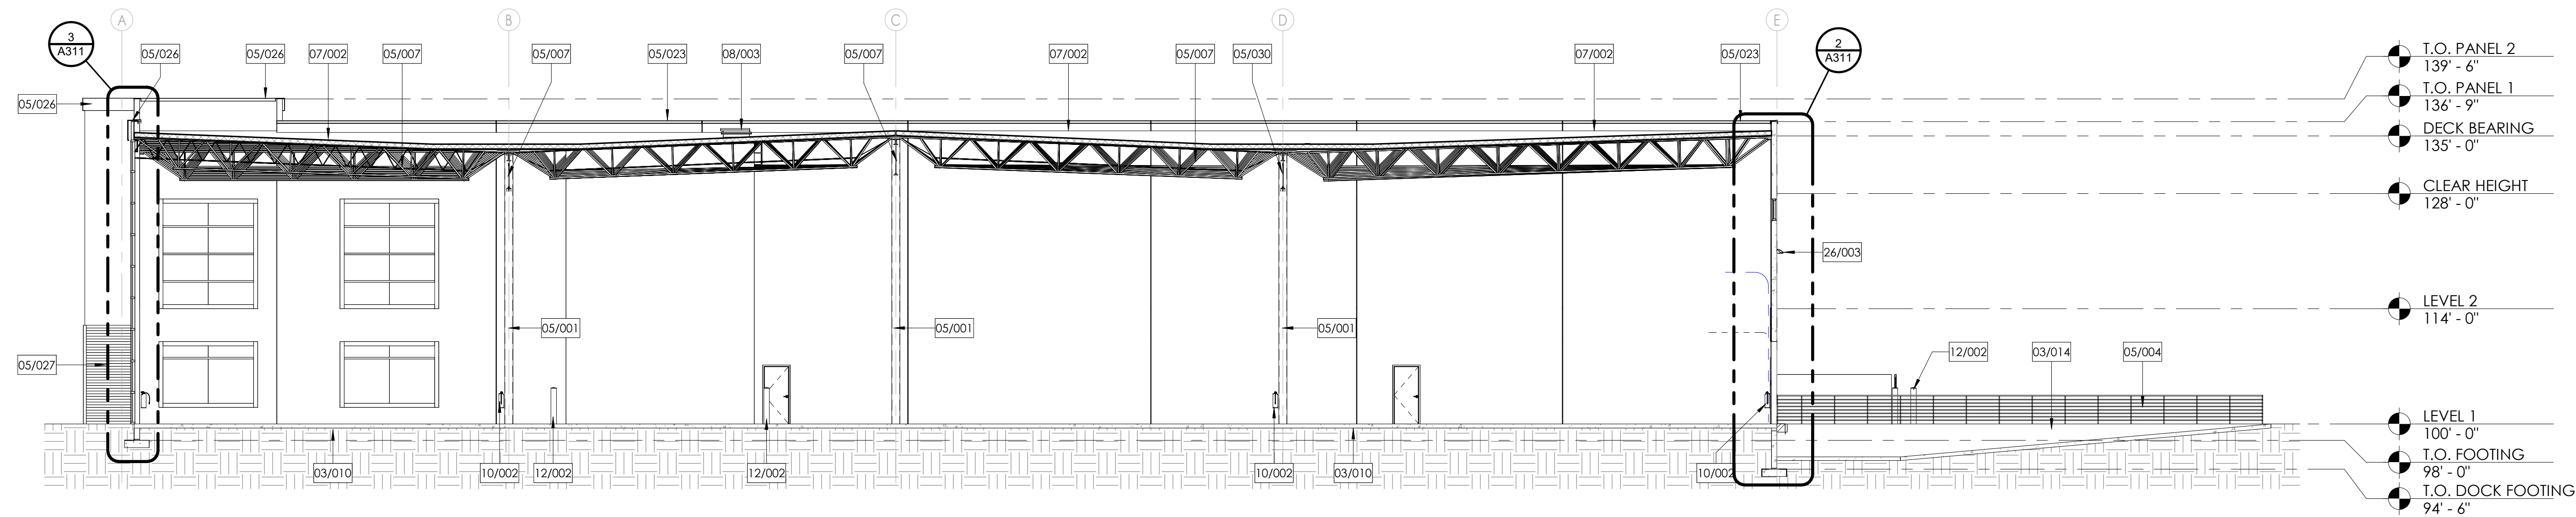 A
B
C
D
E
3
A311
2
A311
05/026
05/026
07/002
05/007
05/007
05/023
08/003
05/007
07/002
05/007
05/030
07/002
05/023
05/026
26/003
05/001
05/001
05/001
05/027
12/002
03/014
05/004
03/010
10/002
12/002
12/002
10/002
03/010
10/002
T.O. PANEL 2
139' - 6"
T.O. PANEL 1
136' - 9"
DECK BEARING
135' - 0"
CLEAR HEIGHT
128' - 0"
LEVEL 2
114' - 0"
LEVEL 1
100' - 0"
T.O. FOOTING
98' - 0"
T.O. DOCK FOOTING
94' - 6"